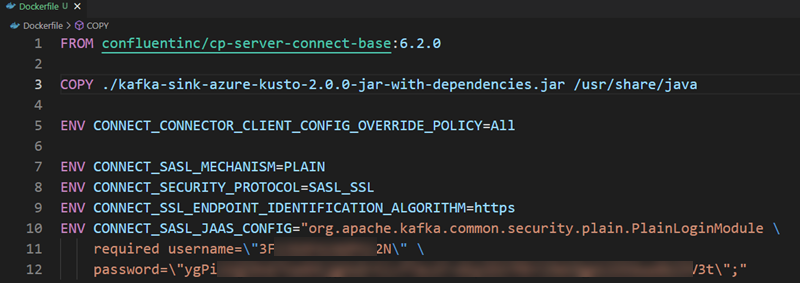 Dockerfile U X
Dockerfile > COPY
1 FROM confluentinc/cp-server-connect-base:6.2.0
2
3 COPY ./kafka-sink-azure-kusto-2.0.0-jar-with-dependencies.jar /usr/share/java
4
5 ENV CONNECT_CONNECTOR_CLIENT_CONFIG_OVERRIDE_POLICY=All
6
7 ENV CONNECT_SASL_MECHANISM=PLAIN
8 ENV CONNECT_SECURITY_PROTOCOL=SASL_SSL
9 ENV CONNECT_SSL_ENDPOINT_IDENTIFICATION_ALGORITHM=https
10 ENV CONNECT_SASL_JAAS_CONFIG="org.apache.kafka.common.security.plain.PlainLoginModule \
11 required username=\"3F 2N\" \
12 password=\"ygPi V3t\";"